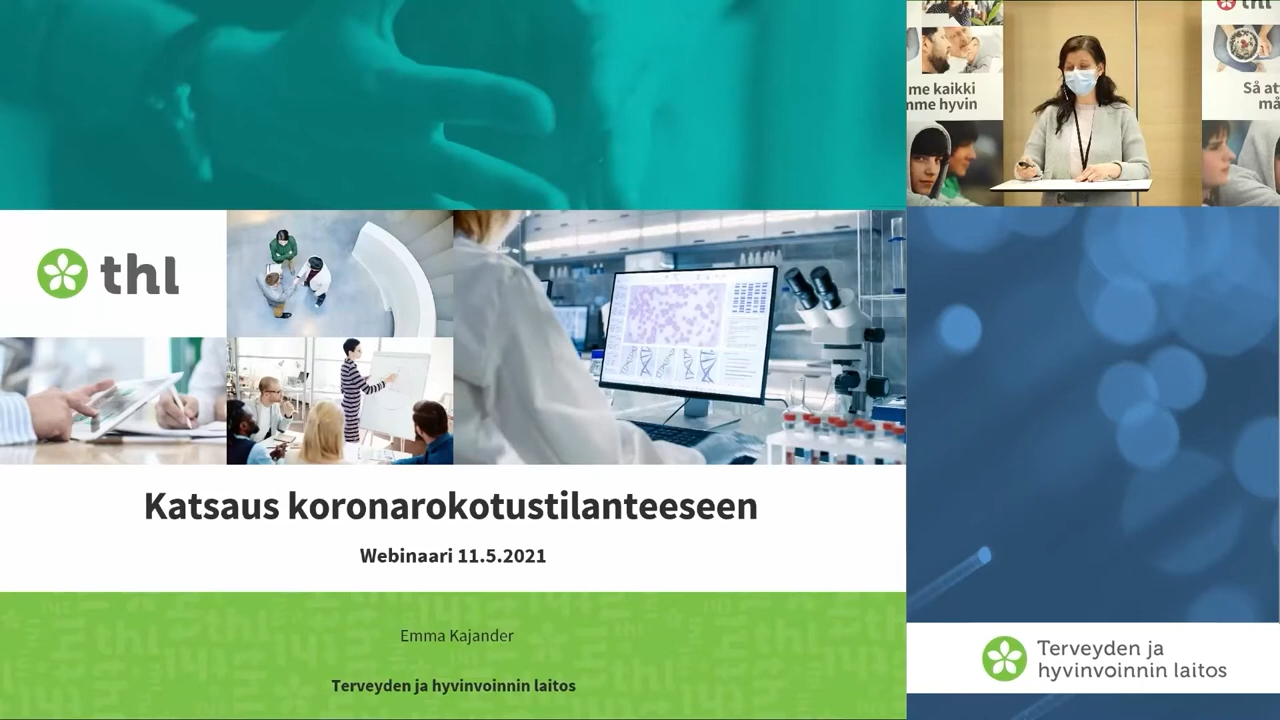 thl
Katsaus koronarokotustilanteeseen
Webinaari 11.5.2021
Emma Kajander
Terveyden ja hyvinvoinnin laitos
thl
me kaikki
mme hyvin
Så at
må
Terveyden ja
hyvinvoinnin laitos